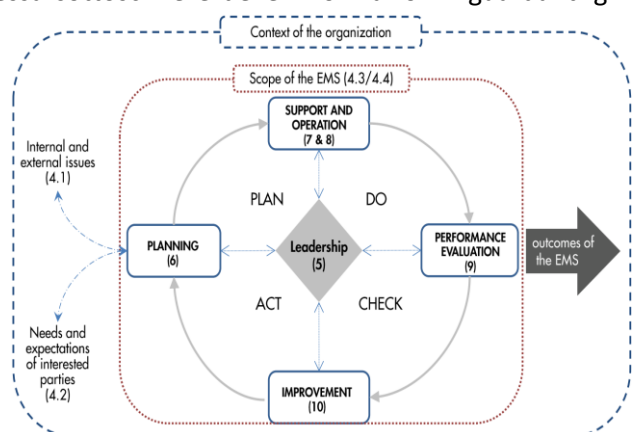 Context of the organization
Scope of the EMS (4.3/4.4)
SUPPORT AND
OPERATION
(7 & 8)
Internal and
external issues
(4.1)
PLAN
DO
PLANNING
(6)
Leadership
(5)
PERFORMANCE
EVALUATION
(9)
outcomes of
the EMS
ACT
CHECK
Needs and
expectations
of interested
parties
(4.2)
IMPROVEMENT
(10)